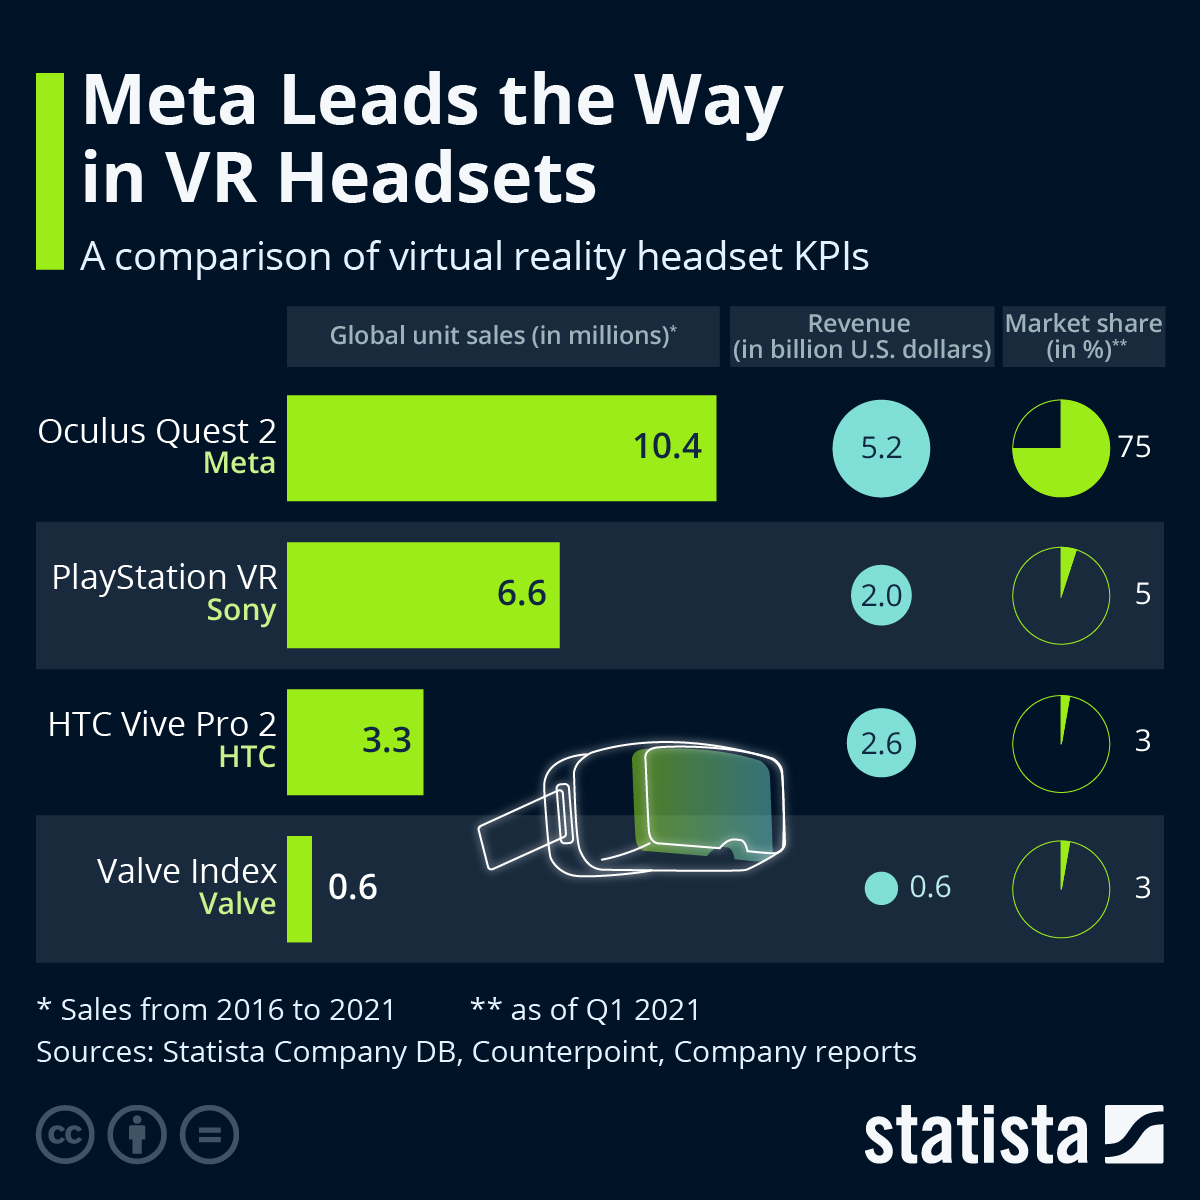 Meta Leads the Way
in VR Headsets
A comparison of virtual reality headset KPIs
Global unit sales (in millions)*
Revenue
(in billion U.S. dollars)
Market share
(in %)**
Oculus Quest 2
Meta
10.4
5.2
75
PlayStation VR
Sony
6.6
2.0
5
HTC Vive Pro 2
HTC
3.3
2.6
3
Valve Index
Valve
0.6
0.6
3
* Sales from 2016 to 2021
** as of Q1 2021
Sources: Statista Company DB, Counterpoint, Company reports
cc
statista